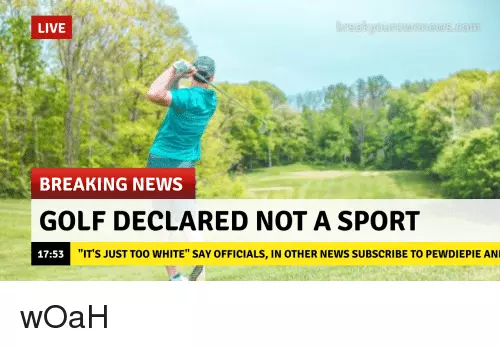 LIVE
breakyourownnews.com
BREAKING NEWS
GOLF DECLARED NOT A SPORT
17:53 "IT'S JUST TOO WHITE" SAY OFFICIALS, IN OTHER NEWS SUBSCRIBE TO PEWDIEPIE AN
wOaH